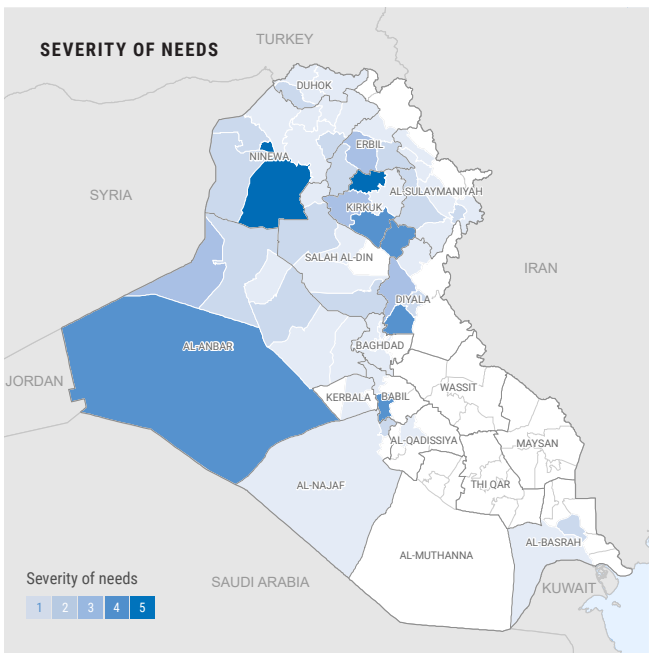 SEVERITY OF NEEDS
TURKEY
DUHOK
NINEWA
ERBIL
SYRIA
AL-SULAYMANIYAH
KIRKUK
SALAH AL-DIN
IRAN
DIYALA
AL-ANBAR
BAGHDAD
JORDAN
KERBALA
BABIL
WASSIT
AL-QADISSIYA
MAYSAN
AL-NAJAF
THI QAR
AL-BASRAH
AL-MUTHANNA
SAUDI ARABIA
KUWAIT
Severity of needs
1 2 3 4 5